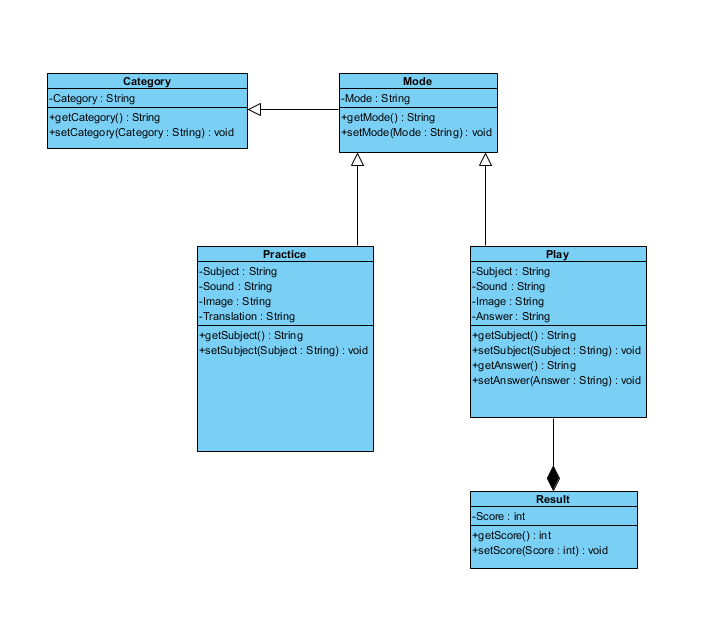 Category
-Category : String
+getCategory() : String
+setCategory(Category : String) : void
Mode
-Mode : String
+getMode() : String
+setMode(Mode : String) : void
Practice
-Subject : String
-Sound : String
-Image : String
-Translation : String
+getSubject() : String
+setSubject(Subject : String) : void
Play
-Subject : String
-Sound : String
-Image : String
-Answer : String
+getSubject() : String
+setSubject(Subject : String) : void
+getAnswer() : String
+setAnswer(Answer : String) : void
Result
-Score : int
+getScore() : int
+setScore(Score : int) : void